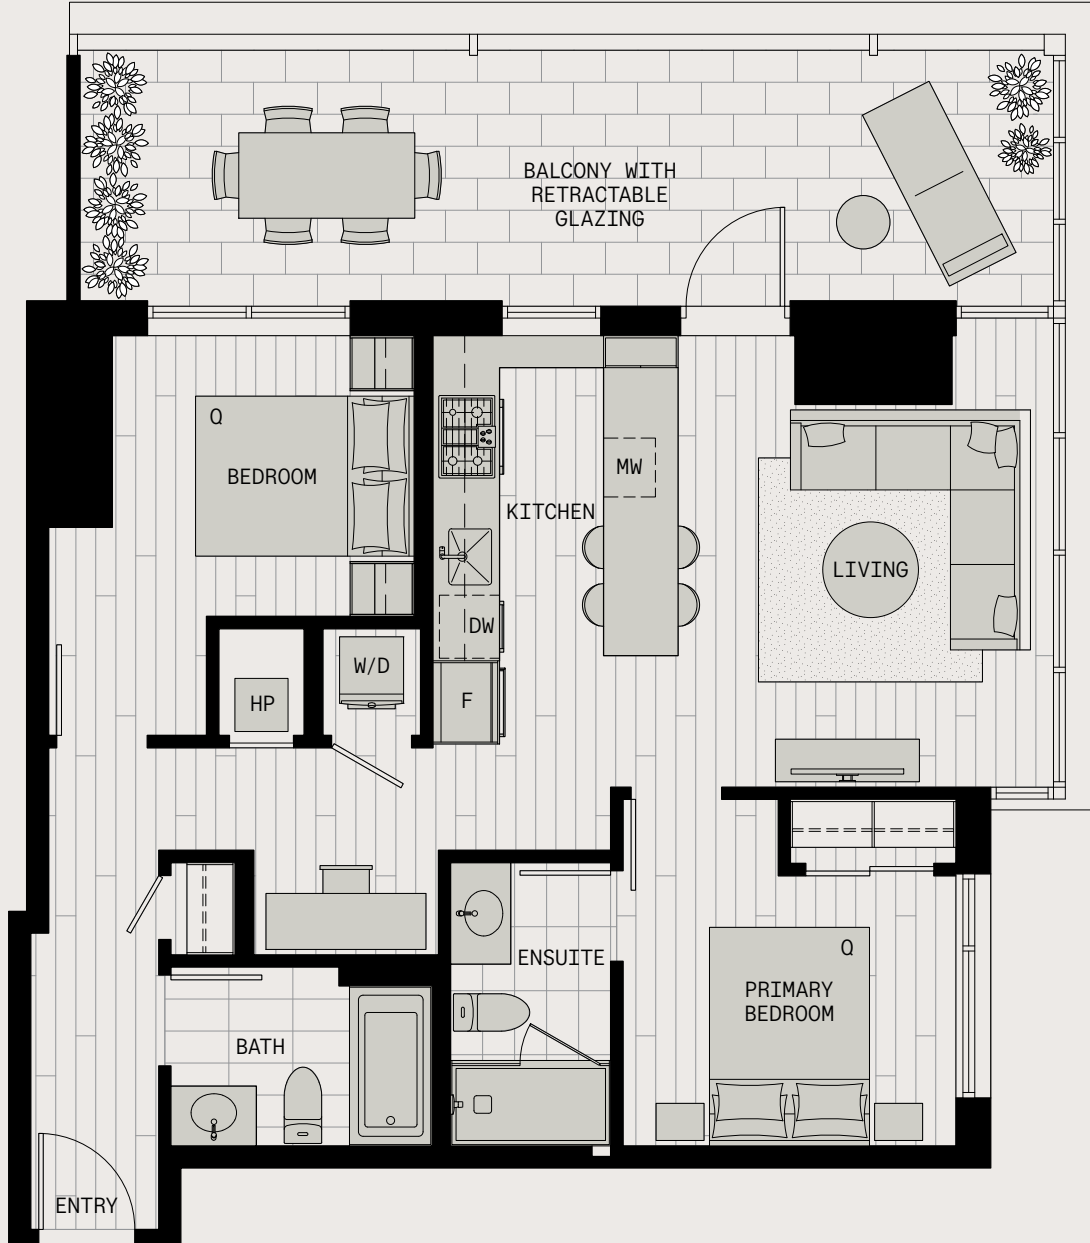 BALCONY WITH
RETRACTABLE
GLAZING
Q
BEDROOM
MW
KITCHEN
LIVING
DW
W/D
F
HP
ENSUITE
Q
PRIMARY
BEDROOM
BATH
ENTRY